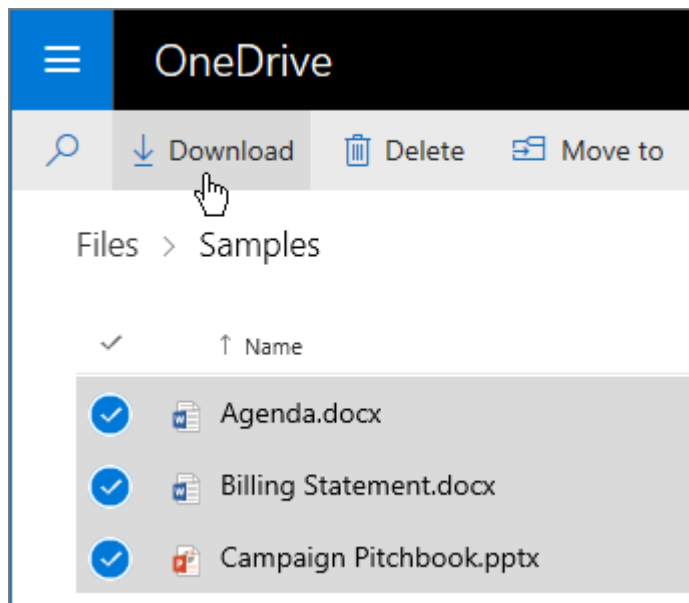 OneDrive
Download Delete Move to
Files > Samples
↑ Name
Agenda.docx
Billing Statement.docx
Campaign Pitchbook.pptx